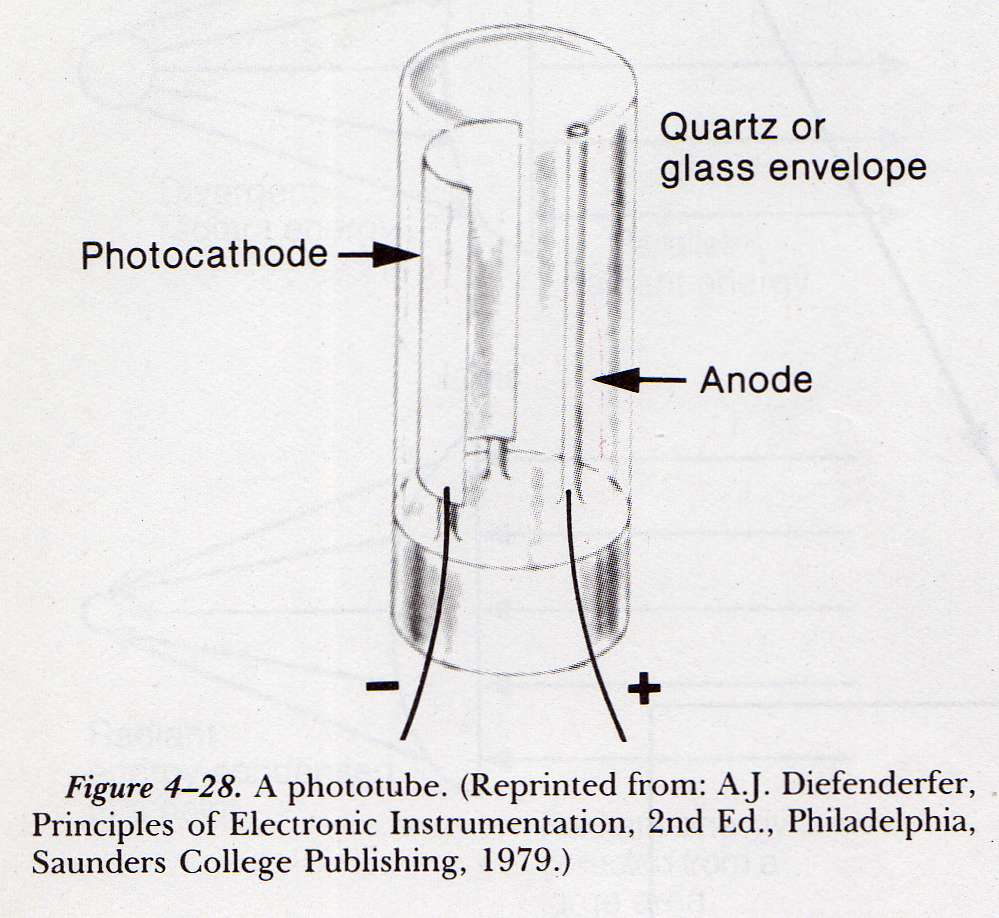 Quartz or
glass envelope
Photocathode
Anode
- +
Figure 4–28. A phototube. (Reprinted from: A.J. Diefenderfer,
Principles of Electronic Instrumentation, 2nd Ed., Philadelphia,
Saunders College Publishing, 1979.)